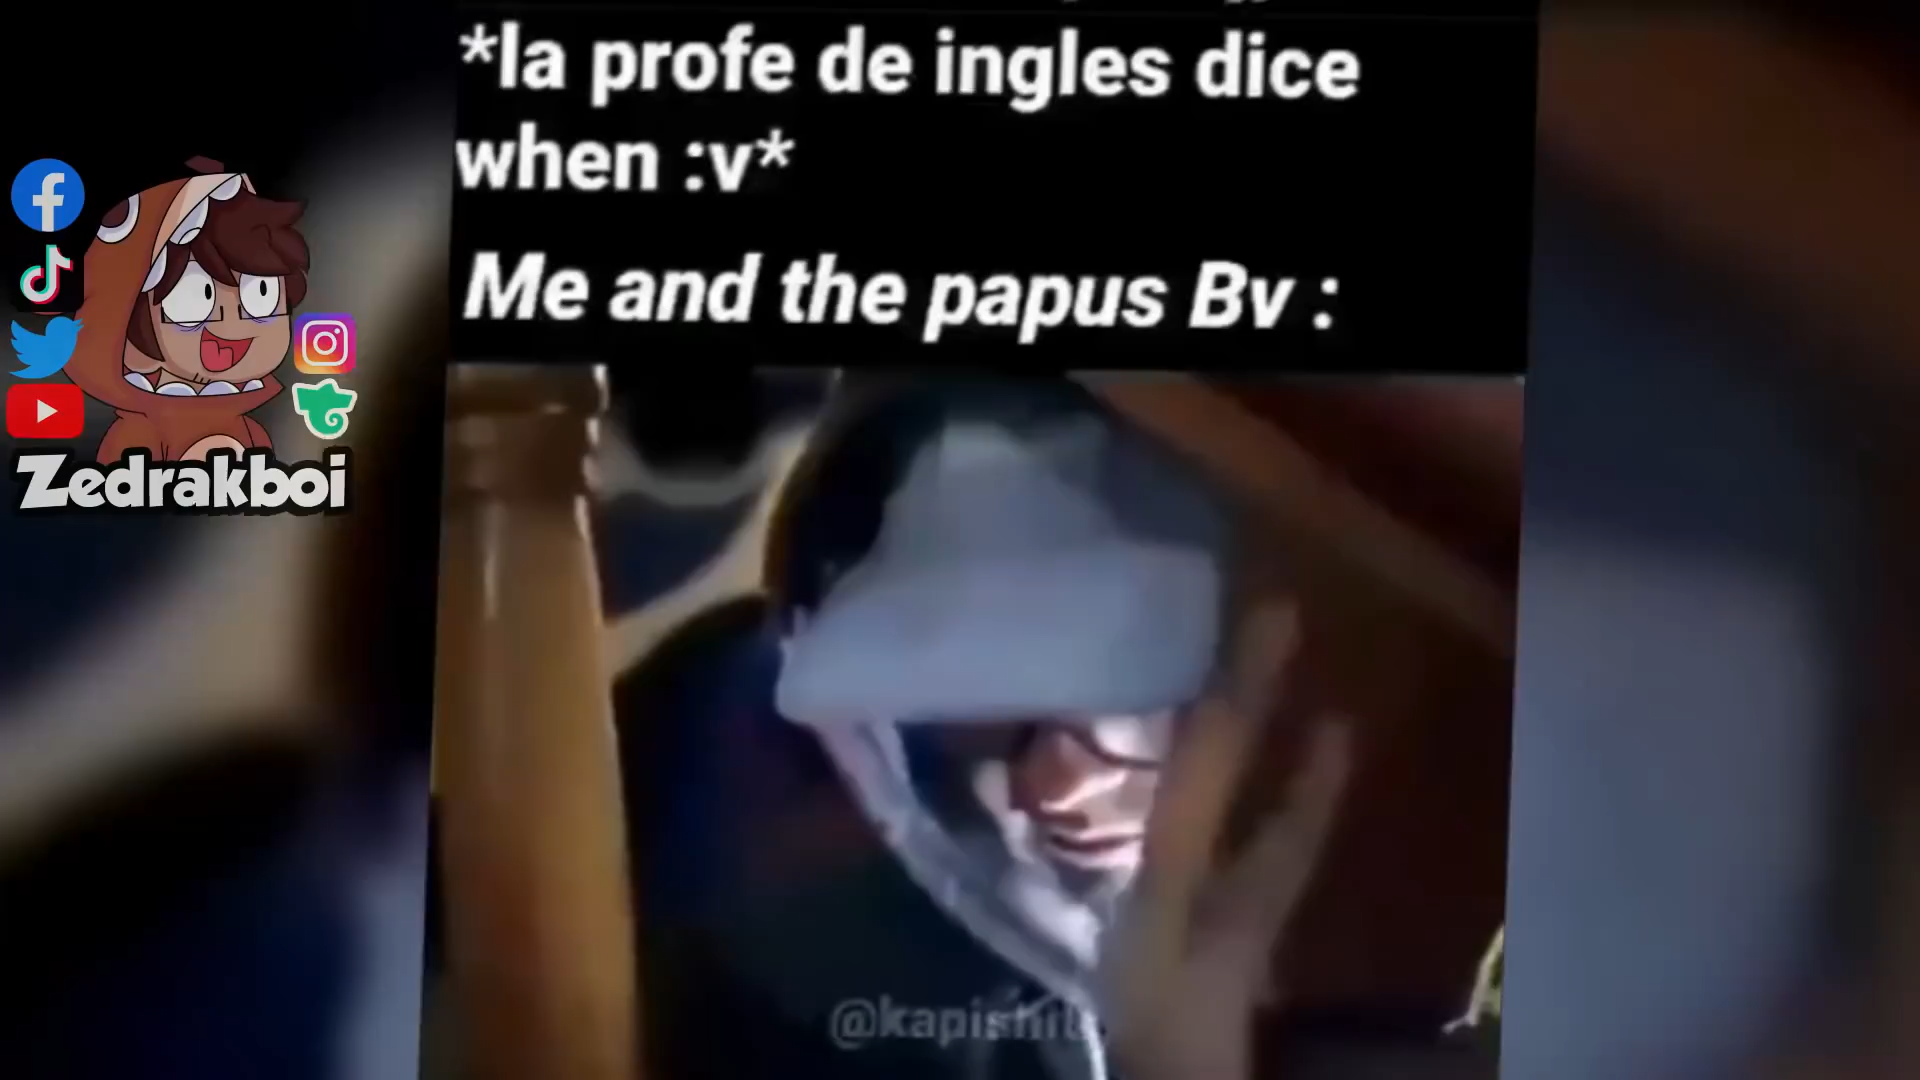 *la profe de ingles dice
when :v*
Me and the papus Bv :
Zedrakboi